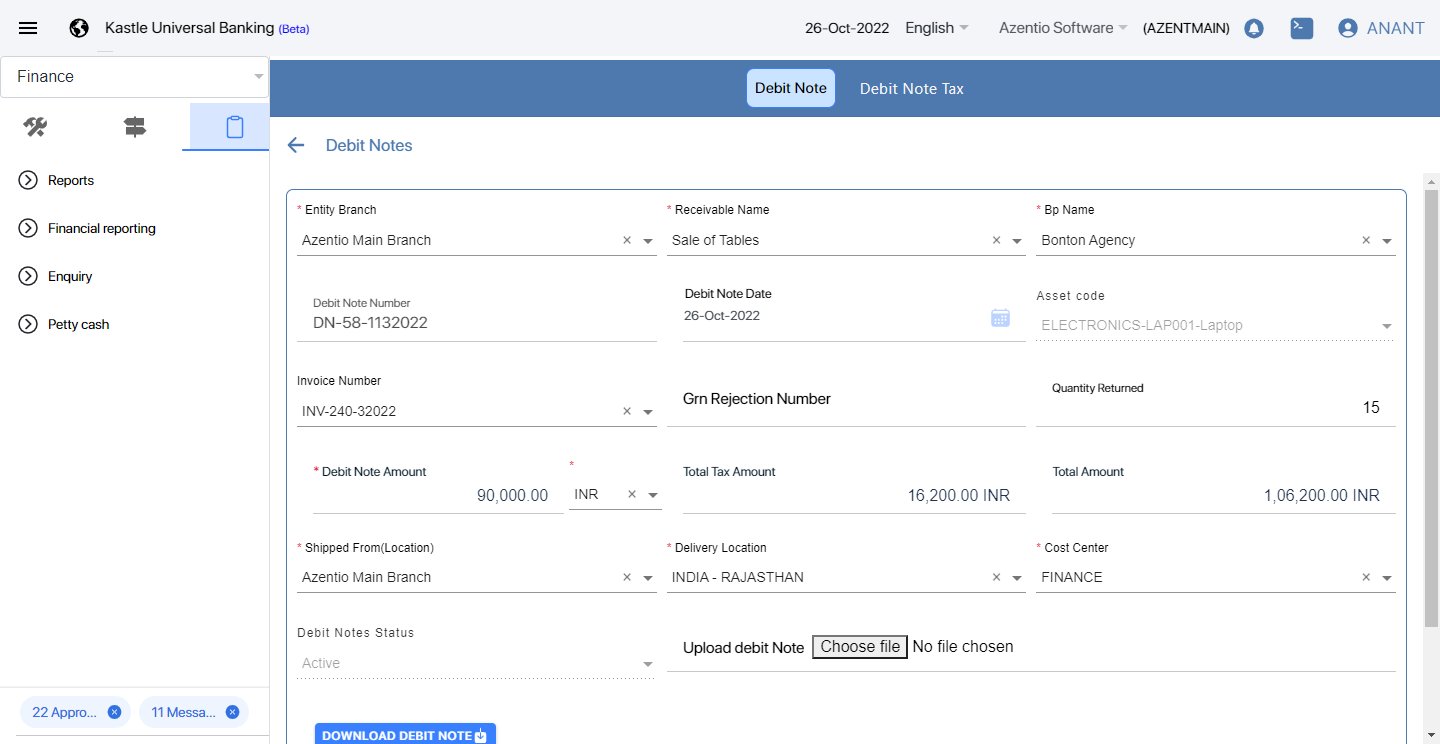 Kastle Universal Banking (Beta)
26-Oct-2022 English Azentio Software (AZENTMAIN) ANANT
Finance
Debit Note Debit Note Tax
Debit Notes
Reports
Financial reporting
Enquiry
Petty cash
* Entity Branch * Receivable Name * Bp Name
Azentio Main Branch × Sale of Tables × Bonton Agency ×
Debit Note Number Debit Note Date Asset code
DN-58-1132022 26-Oct-2022 ELECTRONICS-LAP001-Laptop
Invoice Number Grn Rejection Number Quantity Returned
INV-240-32022 × 15
* Debit Note Amount * Total Tax Amount Total Amount
90,000.00 INR × 16,200.00 INR 1,06,200.00 INR
* Shipped From(Location) * Delivery Location * Cost Center
Azentio Main Branch × INDIA - RAJASTHAN × FINANCE ×
Debit Notes Status Upload debit Note Choose file No file chosen
Active
22 Appro... 11 Messa...
DOWNLOAD DEBIT NOTE